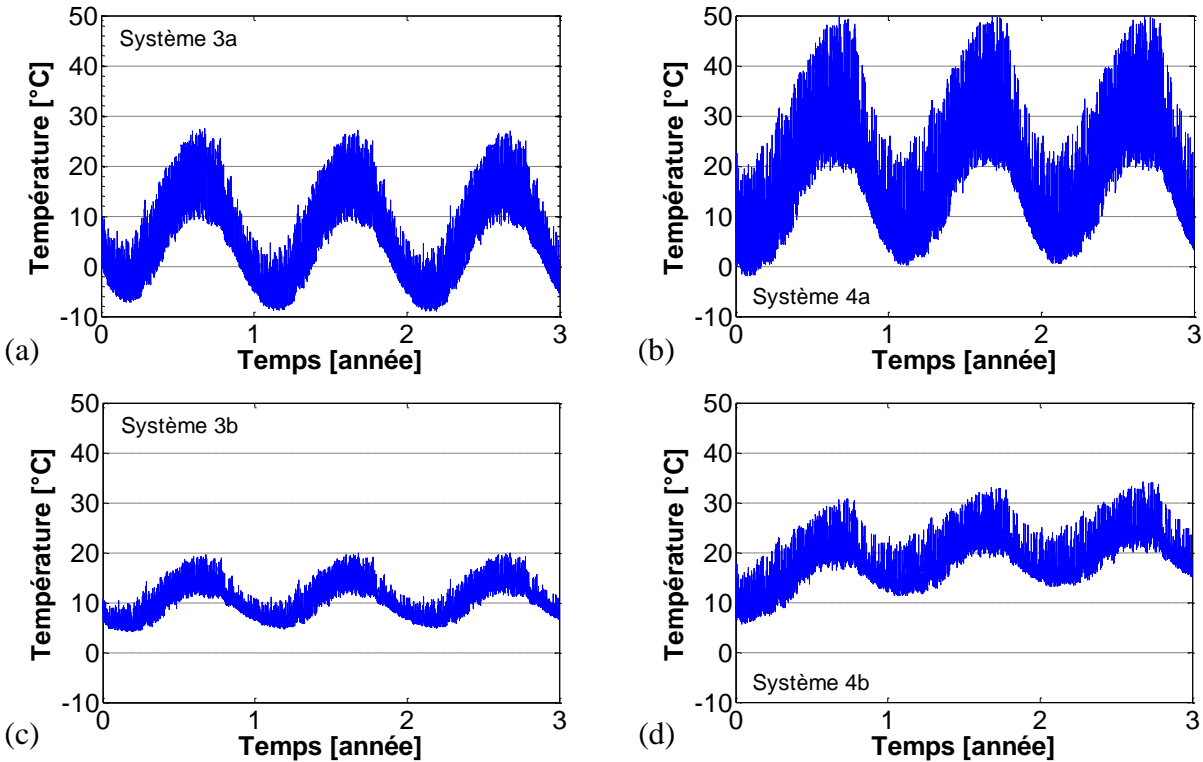 50
40
30
20
10
0
-10
Température [°C]
Système 3a
0 1 2 3
Temps [année]
(a)
50
40
30
20
10
0
-10
Température [°C]
Système 4a
0 1 2 3
Temps [année]
(b)
50
40
30
20
10
0
-10
Température [°C]
Système 3b
0 1 2 3
Temps [année]
(c)
50
40
30
20
10
0
-10
Température [°C]
Système 4b
0 1 2 3
Temps [année]
(d)